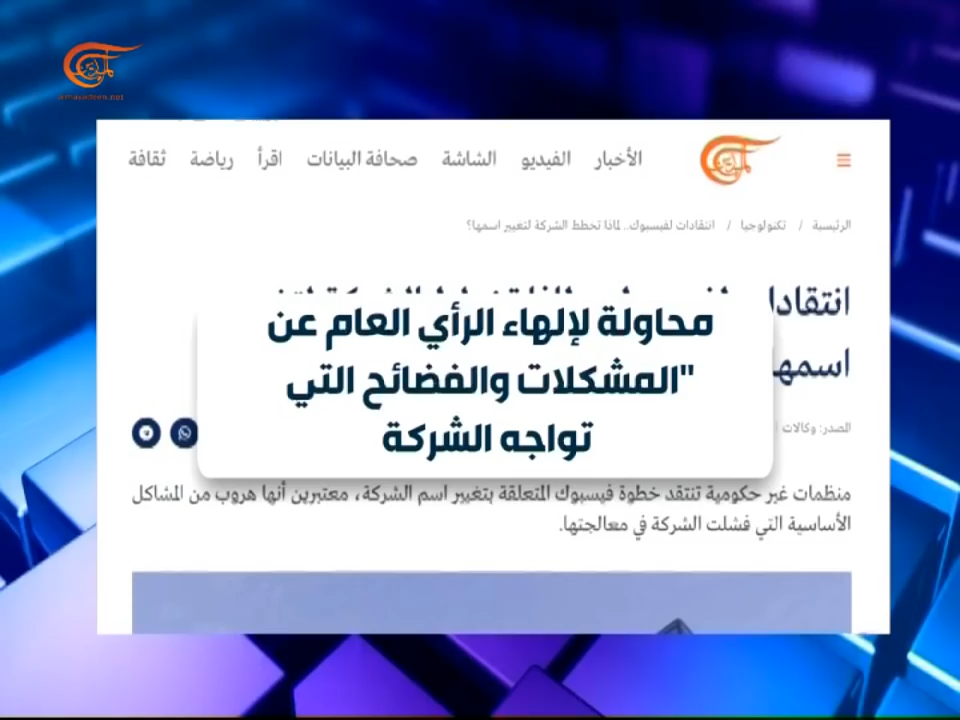 almayadeen.net
الأخبار الفيديو الشاشة صحافة البيانات اقرأ رياضة ثقافة
الرئيسية / تكنولوجيا / انتقادات لفيسبوك.. لماذا تخطط الشركة لتغيير اسمها؟
محاولة لإلهاء الرأي العام عن
"المشكلات والفضائح التي
تواجه الشركة
المصدر: وكالات
منظمات غير حكومية تنتقد خطوة فيسبوك المتعلقة بتغيير اسم الشركة، معتبرين أنها هروب من المشاكل
الأساسية التي فشلت الشركة في معالجتها.